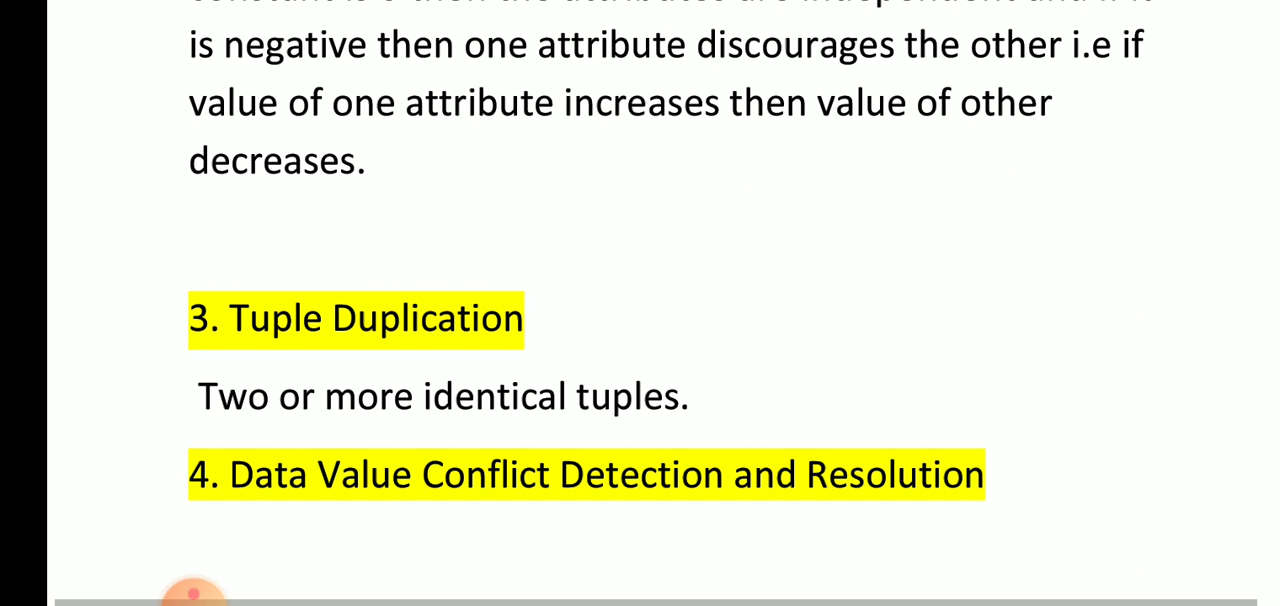 is negative then one attribute discourages the other i.e if
value of one attribute increases then value of other
decreases.
3. Tuple Duplication
Two or more identical tuples.
4. Data Value Conflict Detection and Resolution